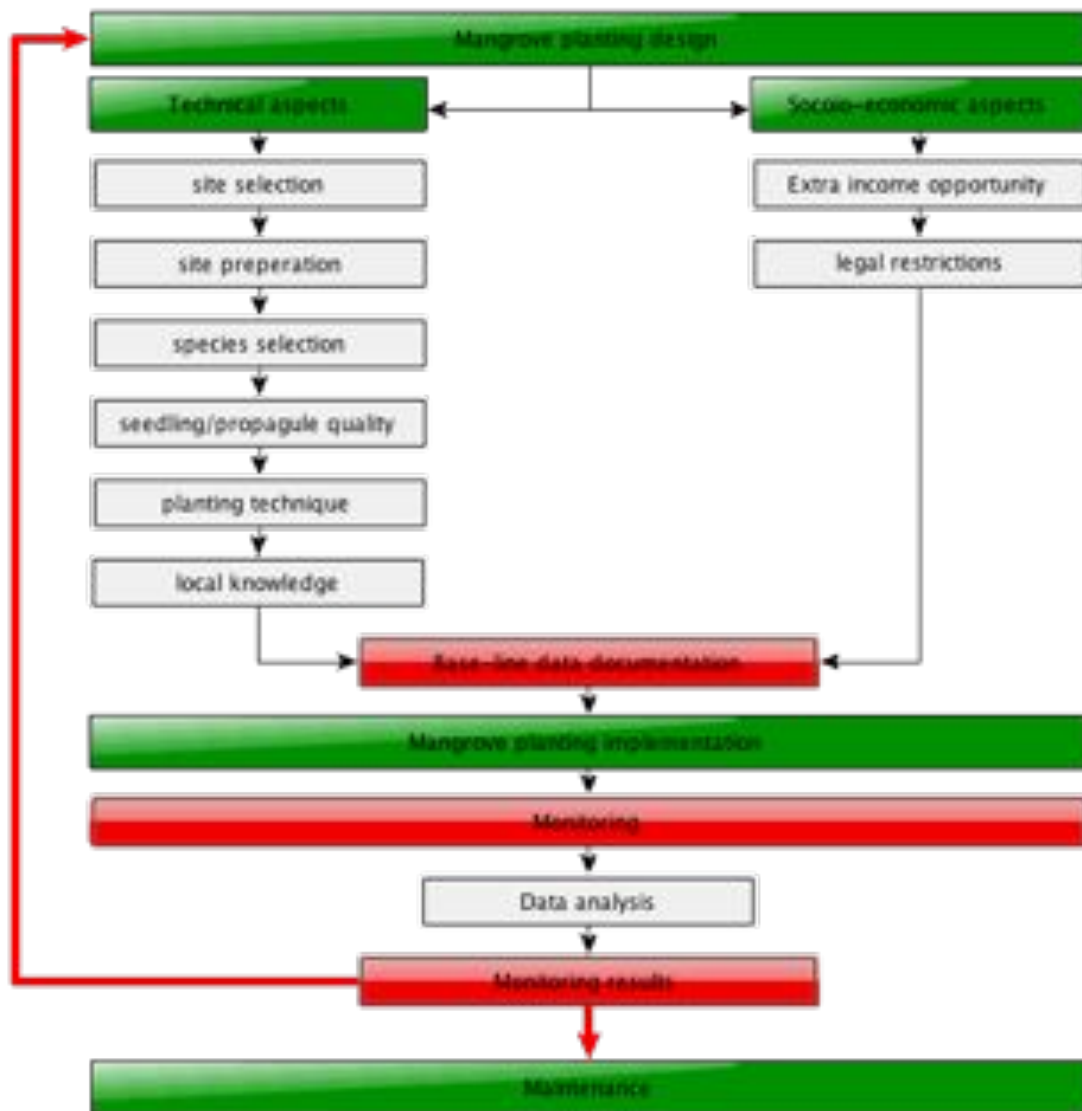 Mangrove planting design
Technical aspects
Socoio-economic aspects
site selection
Extra income opportunity
site preperation
legal restrictions
species selection
seedling/propagule quality
planting technique
local knowledge
Base-line data documentation
Mangrove planting implementation
Monitoring
Data analysis
Monitoring results
Maintenance